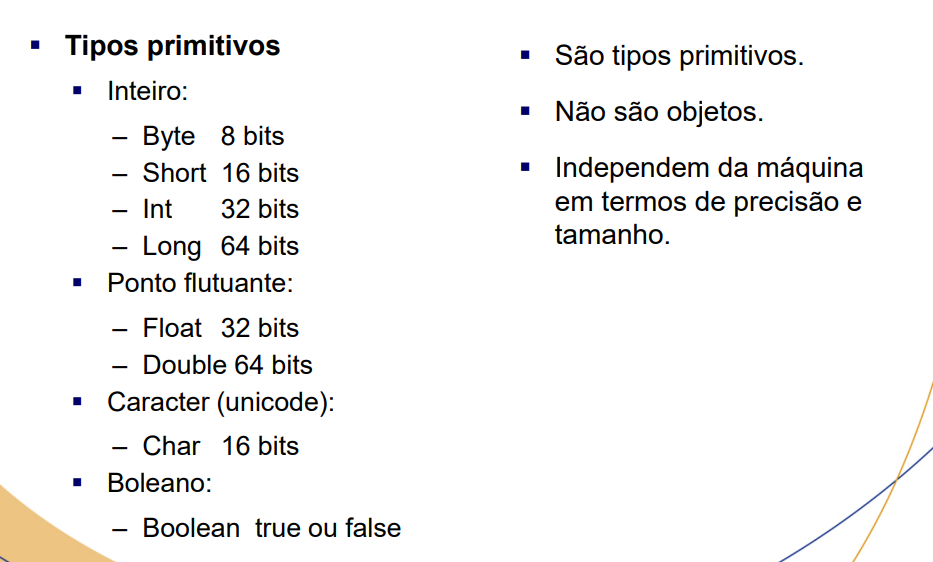 Tipos primitivos
Inteiro:
– Byte 8 bits
– Short 16 bits
– Int 32 bits
– Long 64 bits
Ponto flutuante:
– Float 32 bits
– Double 64 bits
Caracter (unicode):
– Char 16 bits
Boleano:
– Boolean true ou false
São tipos primitivos.
Não são objetos.
Independem da máquina
em termos de precisão e
tamanho.